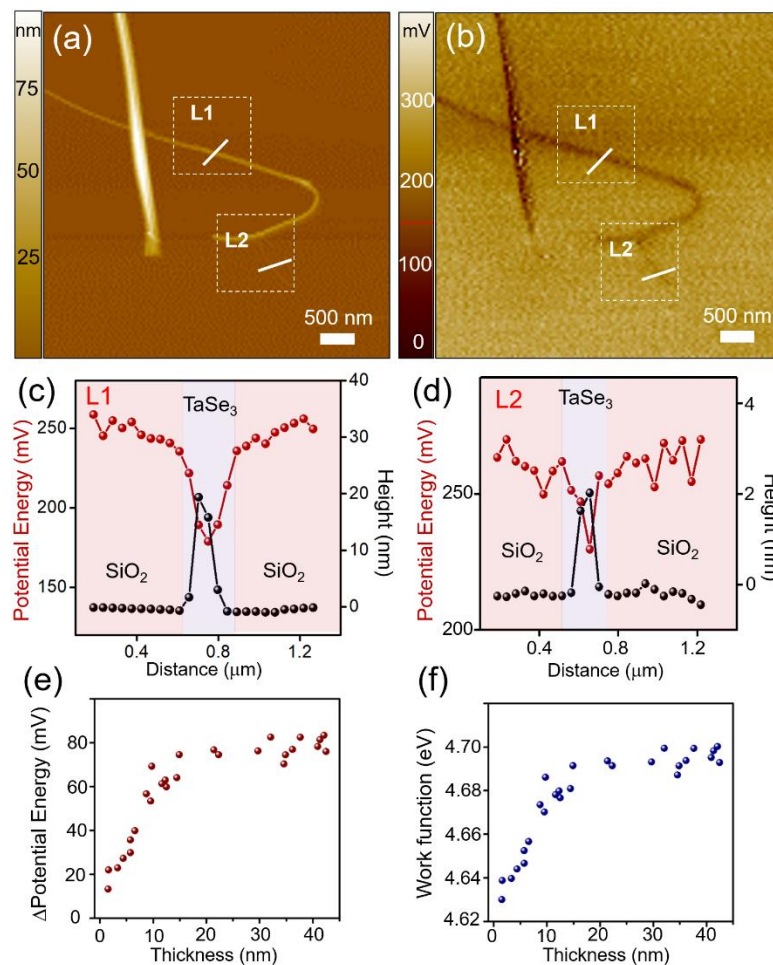 nm
(a)
75
50
25
L1
L2
500 nm
mV
(b)
300
200
100
0
L1
L2
500 nm
(c)
L1
TaSe3
SiO2
SiO2
250
200
150
Potential Energy (mV)
40
30
20
10
0
Height (nm)
0.4
0.8
1.2
Distance (μm)
(d)
L2
TaSe3
SiO2
SiO2
250
200
Potential Energy (mV)
4
2
0
Height (nm)
0.4
0.8
1.2
Distance (μm)
(e)
80
60
40
20
0
ΔPotential Energy (mV)
0
10
20
30
40
Thickness (nm)
(f)
4.70
4.68
4.66
4.64
4.62
Work function (eV)
0
10
20
30
40
Thickness (nm)